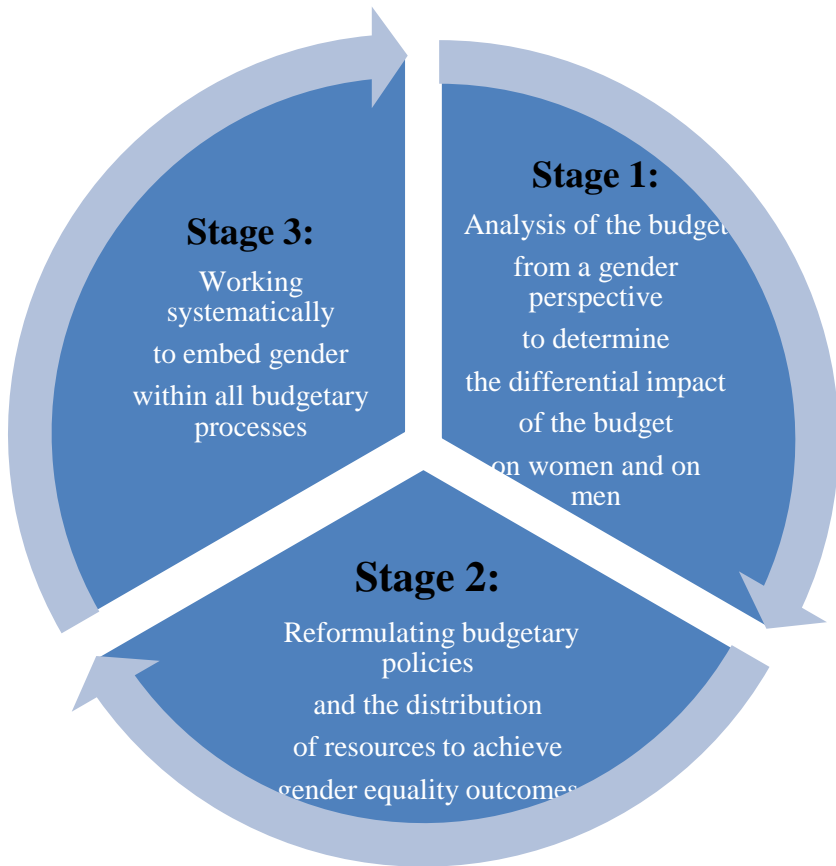 Stage 1:
Analysis of the budget
from a gender
perspective
to determine
the differential impact
of the budget
on women and on
men
Stage 2:
Reformulating budgetary
policies
and the distribution
of resources to achieve
gender equality outcomes
Stage 3:
Working
systematically
to embed gender
within all budgetary
processes